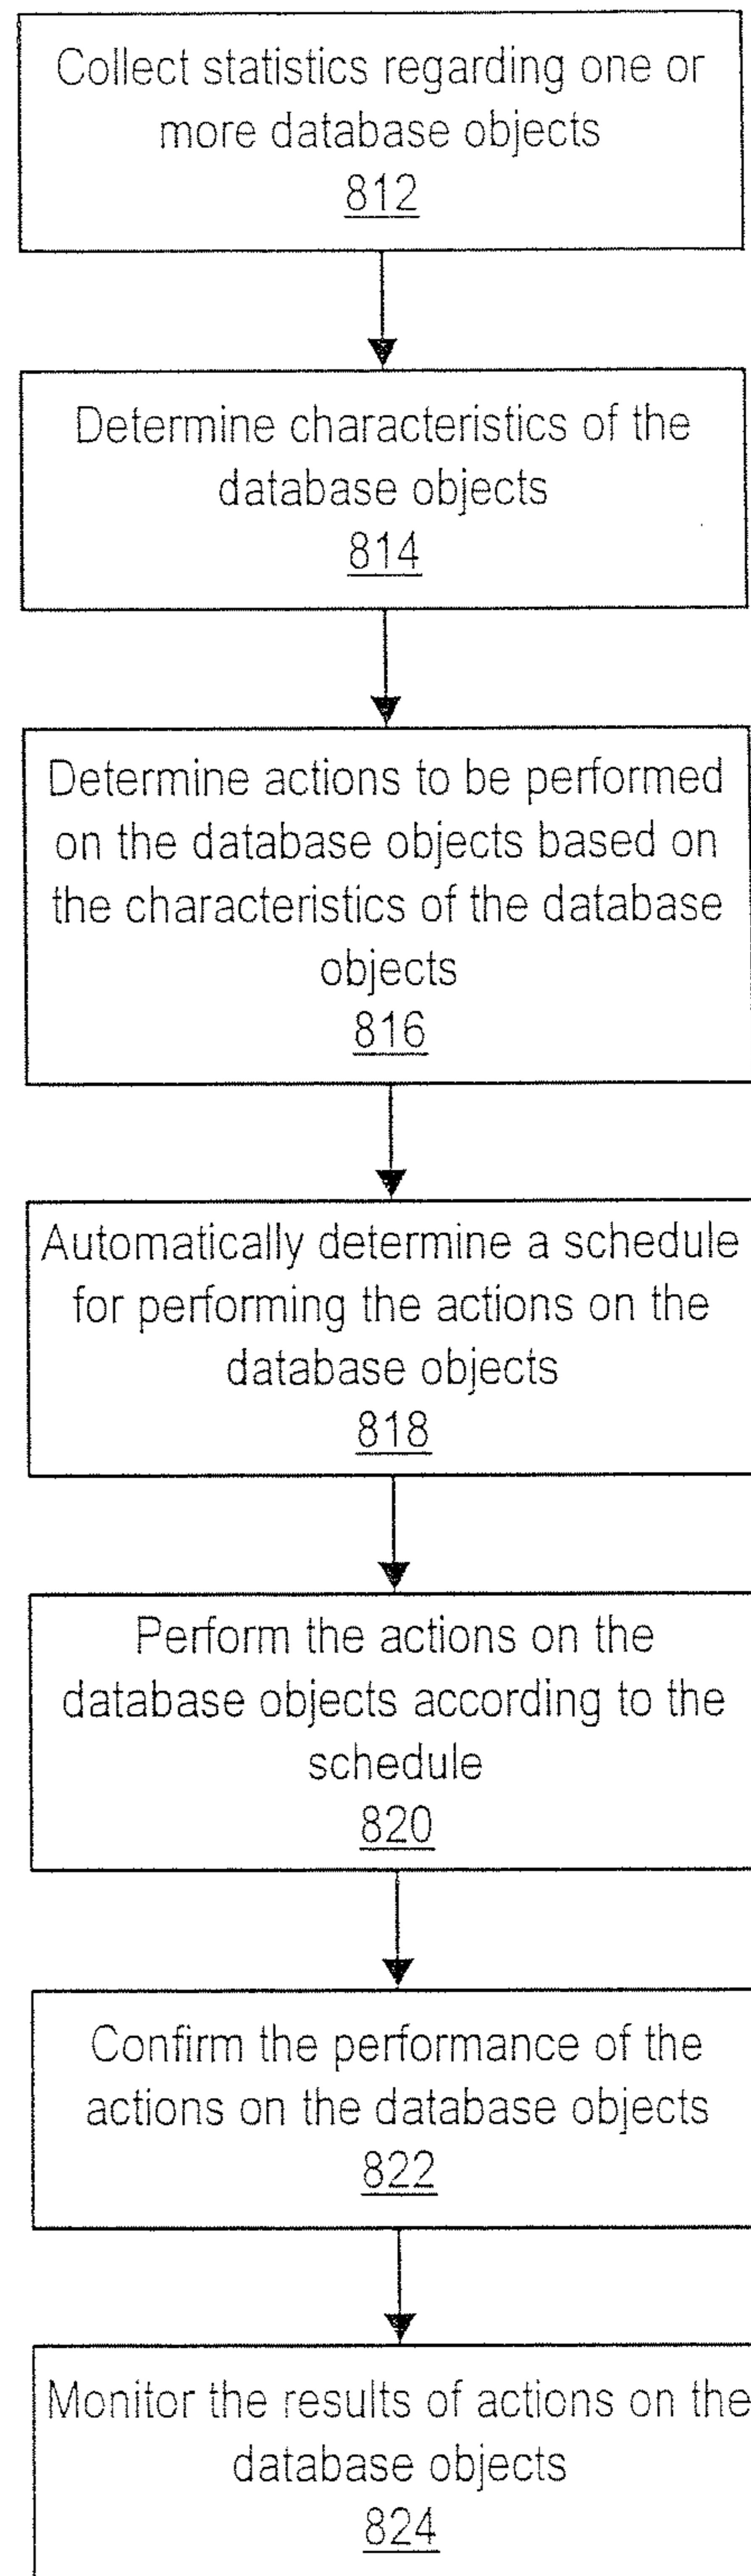 Collect statistics regarding one or
more database objects
812
Determine characteristics of the
database objects
814
Determine actions to be performed
on the database objects based on
the characteristics of the database
objects
816
Automatically determine a schedule
for performing the actions on the
database objects
818
Perform the actions on the
database objects according to the
schedule
820
Confirm the performance of the
actions on the database objects
822
Monitor the results of actions on the
database objects
824